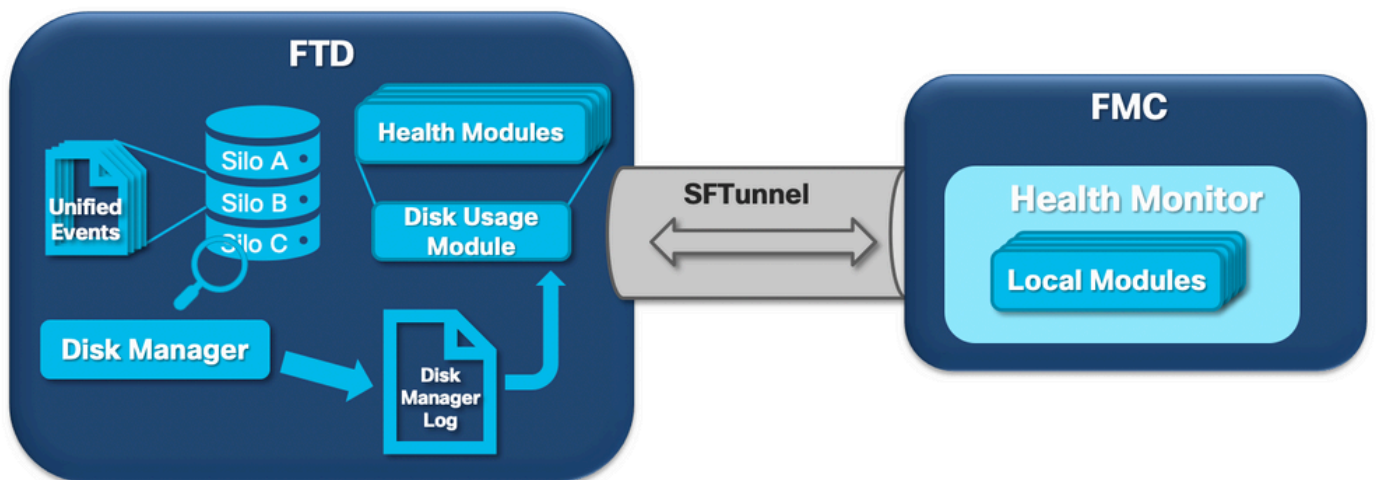 FTD
Health Modules
Silo A
Silo B
Silo C
Unified
Events
Disk Usage
Module
Disk Manager
Disk
Manager
Log
SFTunnel
FMC
Health Monitor
Local Modules